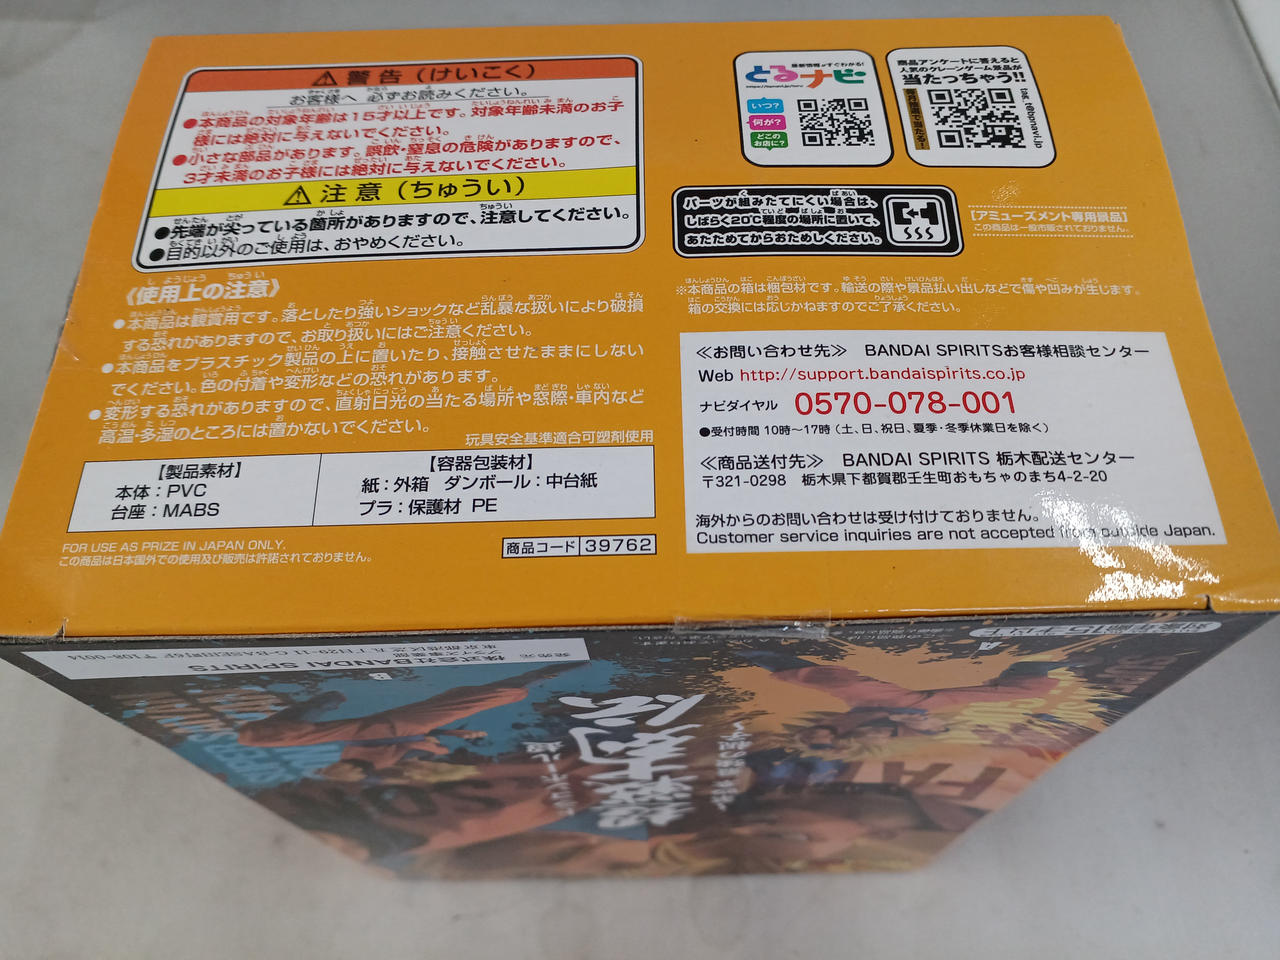 警告（けいこく）
お客様へ 必ずお読みください。
●本商品の対象年齢は15才以上です。対象年齢未満のお子
様には絶対に与えないでください。
●小さな部品があります。誤飲・窒息の危険がありますので、
3才未満のお子様には絶対に与えないでください。
注意（ちゅうい）
●先端が尖っている箇所がありますので、注意してください。
●目的以外のご使用は、おやめください。
《使用上の注意》
●本商品は観賞用です。落としたり強いショックなど乱暴な扱いにより破損
する恐れがありますので、お取り扱いにはご注意ください。
●本商品をプラスチック製品の上に置いたり、接触させたままにしない
でください。色の付着や変形などの恐れがあります。
●変形する恐れがありますので、直射日光の当たる場所や窓際・車内など
高温・多湿のところには置かないでください。
玩具安全基準適合可塑剤使用
【製品素材】
本体：PVC
台座：MABS
【容器包装材】
紙：外箱 ダンボール：中台紙
プラ：保護材 PE
FOR USE AS PRIZE IN JAPAN ONLY.
この商品は日本国外での使用及び販売は許諾されておりません。
商品コード 39762
最新情報がすぐわかる!
とるナビ
いつ?
何が?
どこの
お店に?
商品アンケートに答えると
人気のクレーンゲーム景品が
当たっちゃう!!
パーツが組みたてにくい場合は、
しばらく20℃程度の場所に置いて、
あたためてからおためしください。
【アミューズメント専用景品】
この商品は一般市販されておりません。
※本商品の箱は梱包材です。輸送の際や景品払い出しなどで傷や凹みが生じます。
箱の交換には応じかねますのでご了承ください。
≪お問い合わせ先≫ BANDAI SPIRITSお客様相談センター
Web http://support.bandaispirits.co.jp
ナビダイヤル 0570-078-001
●受付時間 10時～17時（土、日、祝日、夏季・冬季休業日を除く）
≪商品送付先≫ BANDAI SPIRITS 栃木配送センター
〒321-0298 栃木県下都賀郡壬生町おもちゃのまち4-2-20
海外からのお問い合わせは受け付けておりません。
Customer service inquiries are not accepted from outside Japan.
発売元
株式会社BANDAI SPIRITS
A
B